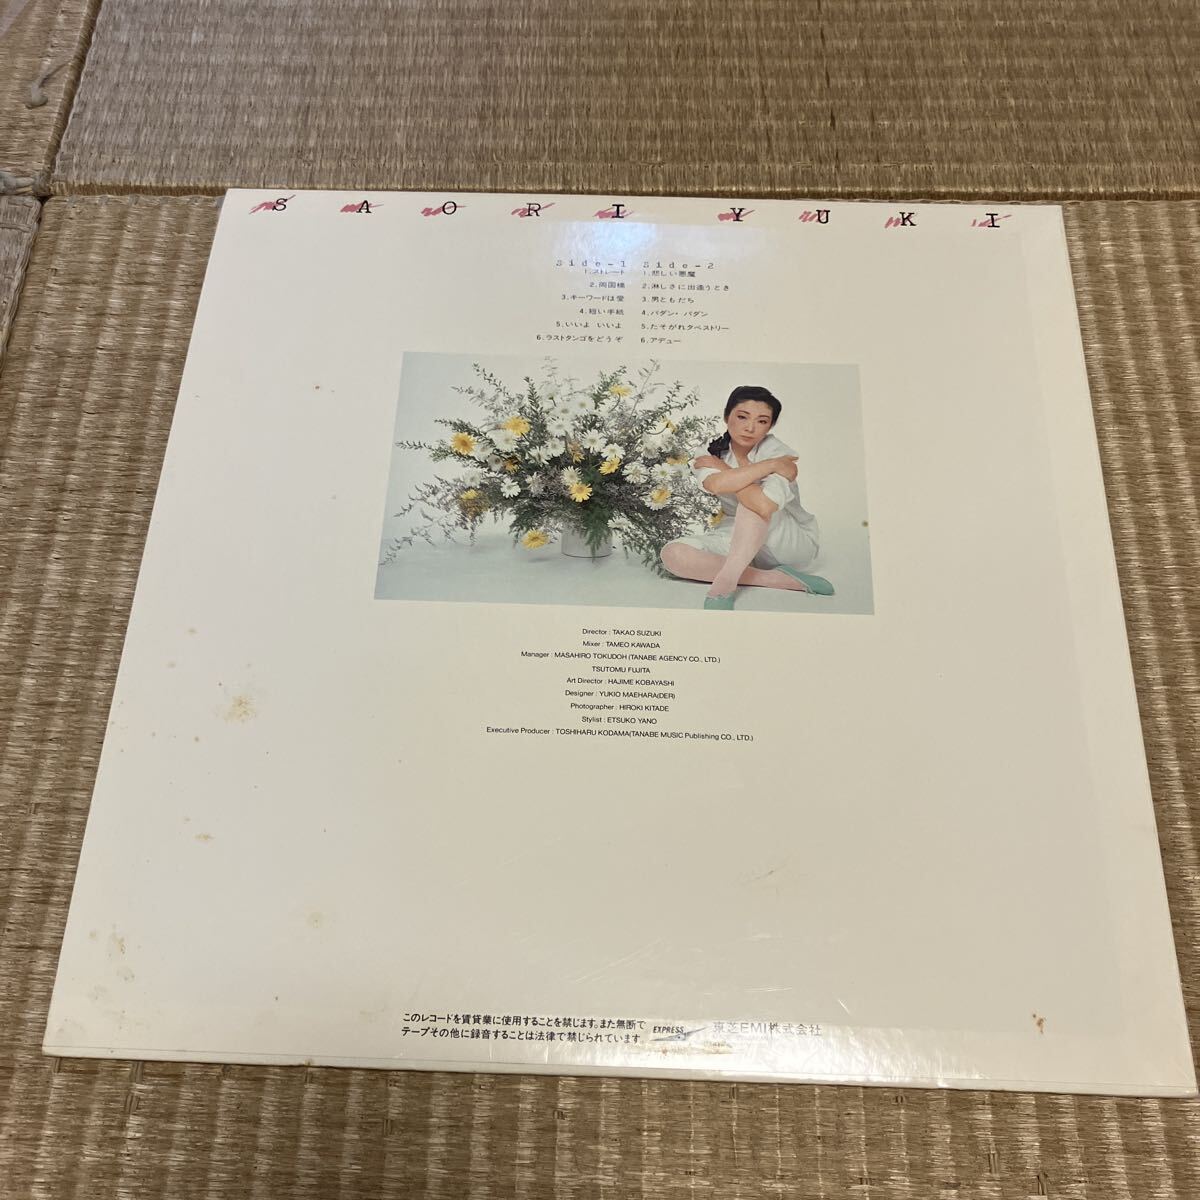 SAORI YUKI
Side-1
1.ストレート
2.両国橋
3.キーワードは愛
4.短い手紙
5.いいよ いいよ
6.ラストタンゴをどうぞ
Side-2
1.悲しい悪魔
2.淋しさに出逢うとき
3.男ともだち
4.パダン・パダン
5.たそがれタペストリー
6.アデュー
Director : TAKAO SUZUKI
Mixer : TAMEO KAWADA
Manager : MASAHIRO TOKUDOH (TANABE AGENCY CO., LTD.)
TSUTOMU FUJITA
Art Director : HAJIME KOBAYASHI
Designer : YUKIO MAEHARA(DER)
Photographer : HIROKI KITADE
Stylist : ETSUKO YANO
Executive Producer : TOSHIHARU KODAMA(TANABE MUSIC Publishing CO., LTD.)
このレコードを賃貸業に使用することを禁じます。また無断で
テープその他に録音することは法律で禁じられています。
EXPRESS
東芝EMI株式会社